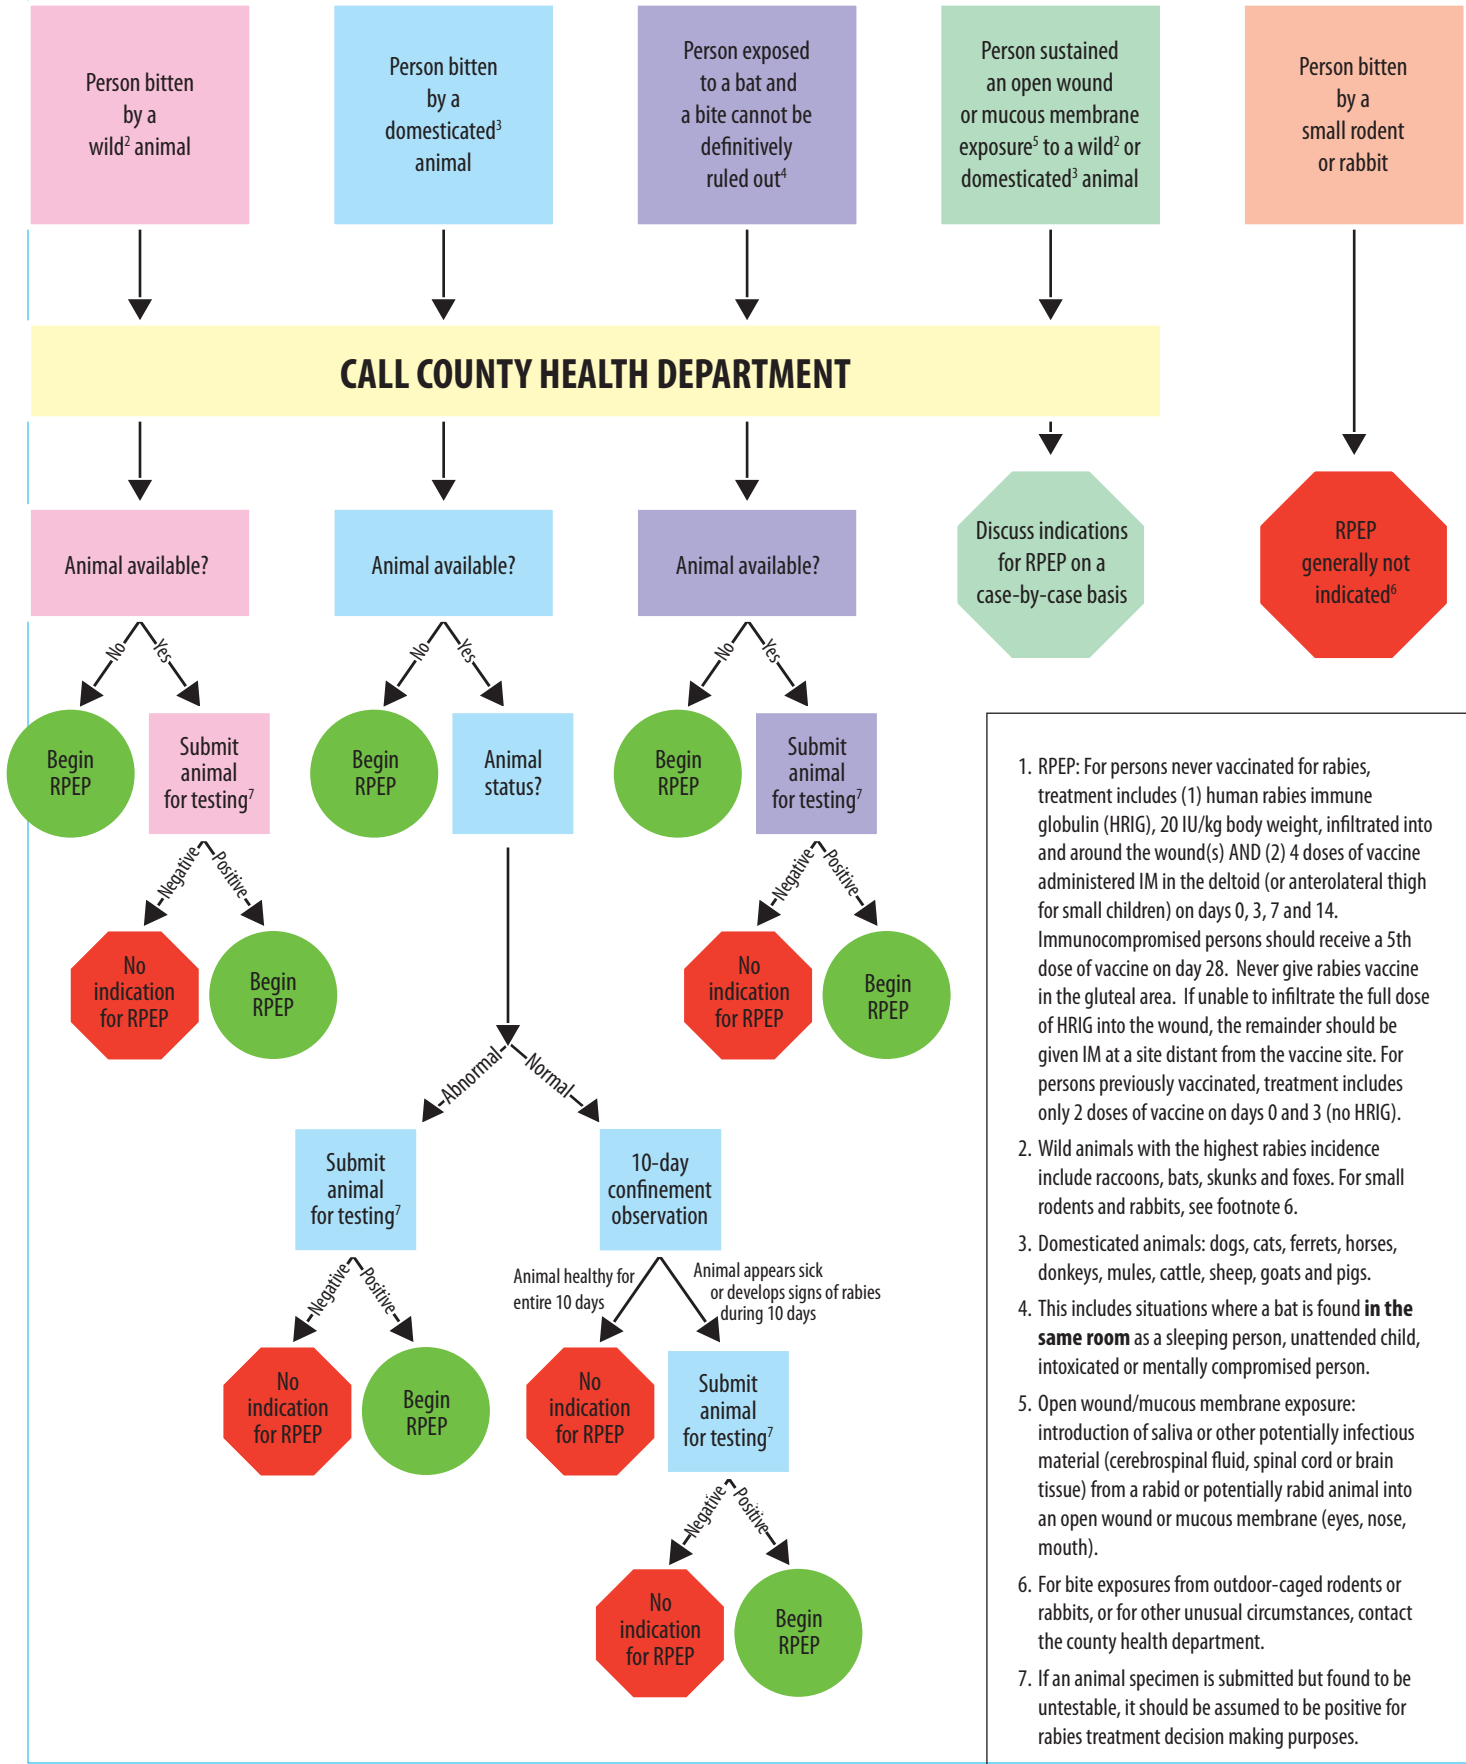 Person bitten
by a
wild² animal
Person bitten
by a
domesticated³
animal
Person exposed
to a bat and
a bite cannot be
definitively
ruled out⁴
Person sustained
an open wound
or mucous membrane
exposure⁵ to a wild² or
domesticated³ animal
Person bitten
by a
small rodent
or rabbit
CALL COUNTY HEALTH DEPARTMENT
Animal available?
Animal available?
Animal available?
Discuss indications
for RPEP on a
case-by-case basis
RPEP
generally not
indicated⁶
No
Yes
No
Yes
No
Yes
Begin
RPEP
Submit
animal
for testing⁷
Begin
RPEP
Animal
status?
Begin
RPEP
Submit
animal
for testing⁷
Negative
Positive
Negative
Positive
No
indication
for RPEP
Begin
RPEP
No
indication
for RPEP
Begin
RPEP
Abnormal
Normal
Submit
animal
for testing⁷
10-day
confinement
observation
Negative
Positive
Animal healthy for
entire 10 days
Animal appears sick
or develops signs of rabies
during 10 days
No
indication
for RPEP
Begin
RPEP
No
indication
for RPEP
Submit
animal
for testing⁷
Negative
Positive
No
indication
for RPEP
Begin
RPEP
1. RPEP: For persons never vaccinated for rabies,
treatment includes (1) human rabies immune
globulin (HRIG), 20 IU/kg body weight, infiltrated into
and around the wound(s) AND (2) 4 doses of vaccine
administered IM in the deltoid (or anterolateral thigh
for small children) on days 0, 3, 7 and 14.
Immunocompromised persons should receive a 5th
dose of vaccine on day 28. Never give rabies vaccine
in the gluteal area. If unable to infiltrate the full dose
of HRIG into the wound, the remainder should be
given IM at a site distant from the vaccine site. For
persons previously vaccinated, treatment includes
only 2 doses of vaccine on days 0 and 3 (no HRIG).
2. Wild animals with the highest rabies incidence
include raccoons, bats, skunks and foxes. For small
rodents and rabbits, see footnote 6.
3. Domesticated animals: dogs, cats, ferrets, horses,
donkeys, mules, cattle, sheep, goats and pigs.
4. This includes situations where a bat is found in the
same room as a sleeping person, unattended child,
intoxicated or mentally compromised person.
5. Open wound/mucous membrane exposure:
introduction of saliva or other potentially infectious
material (cerebrospinal fluid, spinal cord or brain
tissue) from a rabid or potentially rabid animal into
an open wound or mucous membrane (eyes, nose,
mouth).
6. For bite exposures from outdoor-caged rodents or
rabbits, or for other unusual circumstances, contact
the county health department.
7. If an animal specimen is submitted but found to be
untestable, it should be assumed to be positive for
rabies treatment decision making purposes.